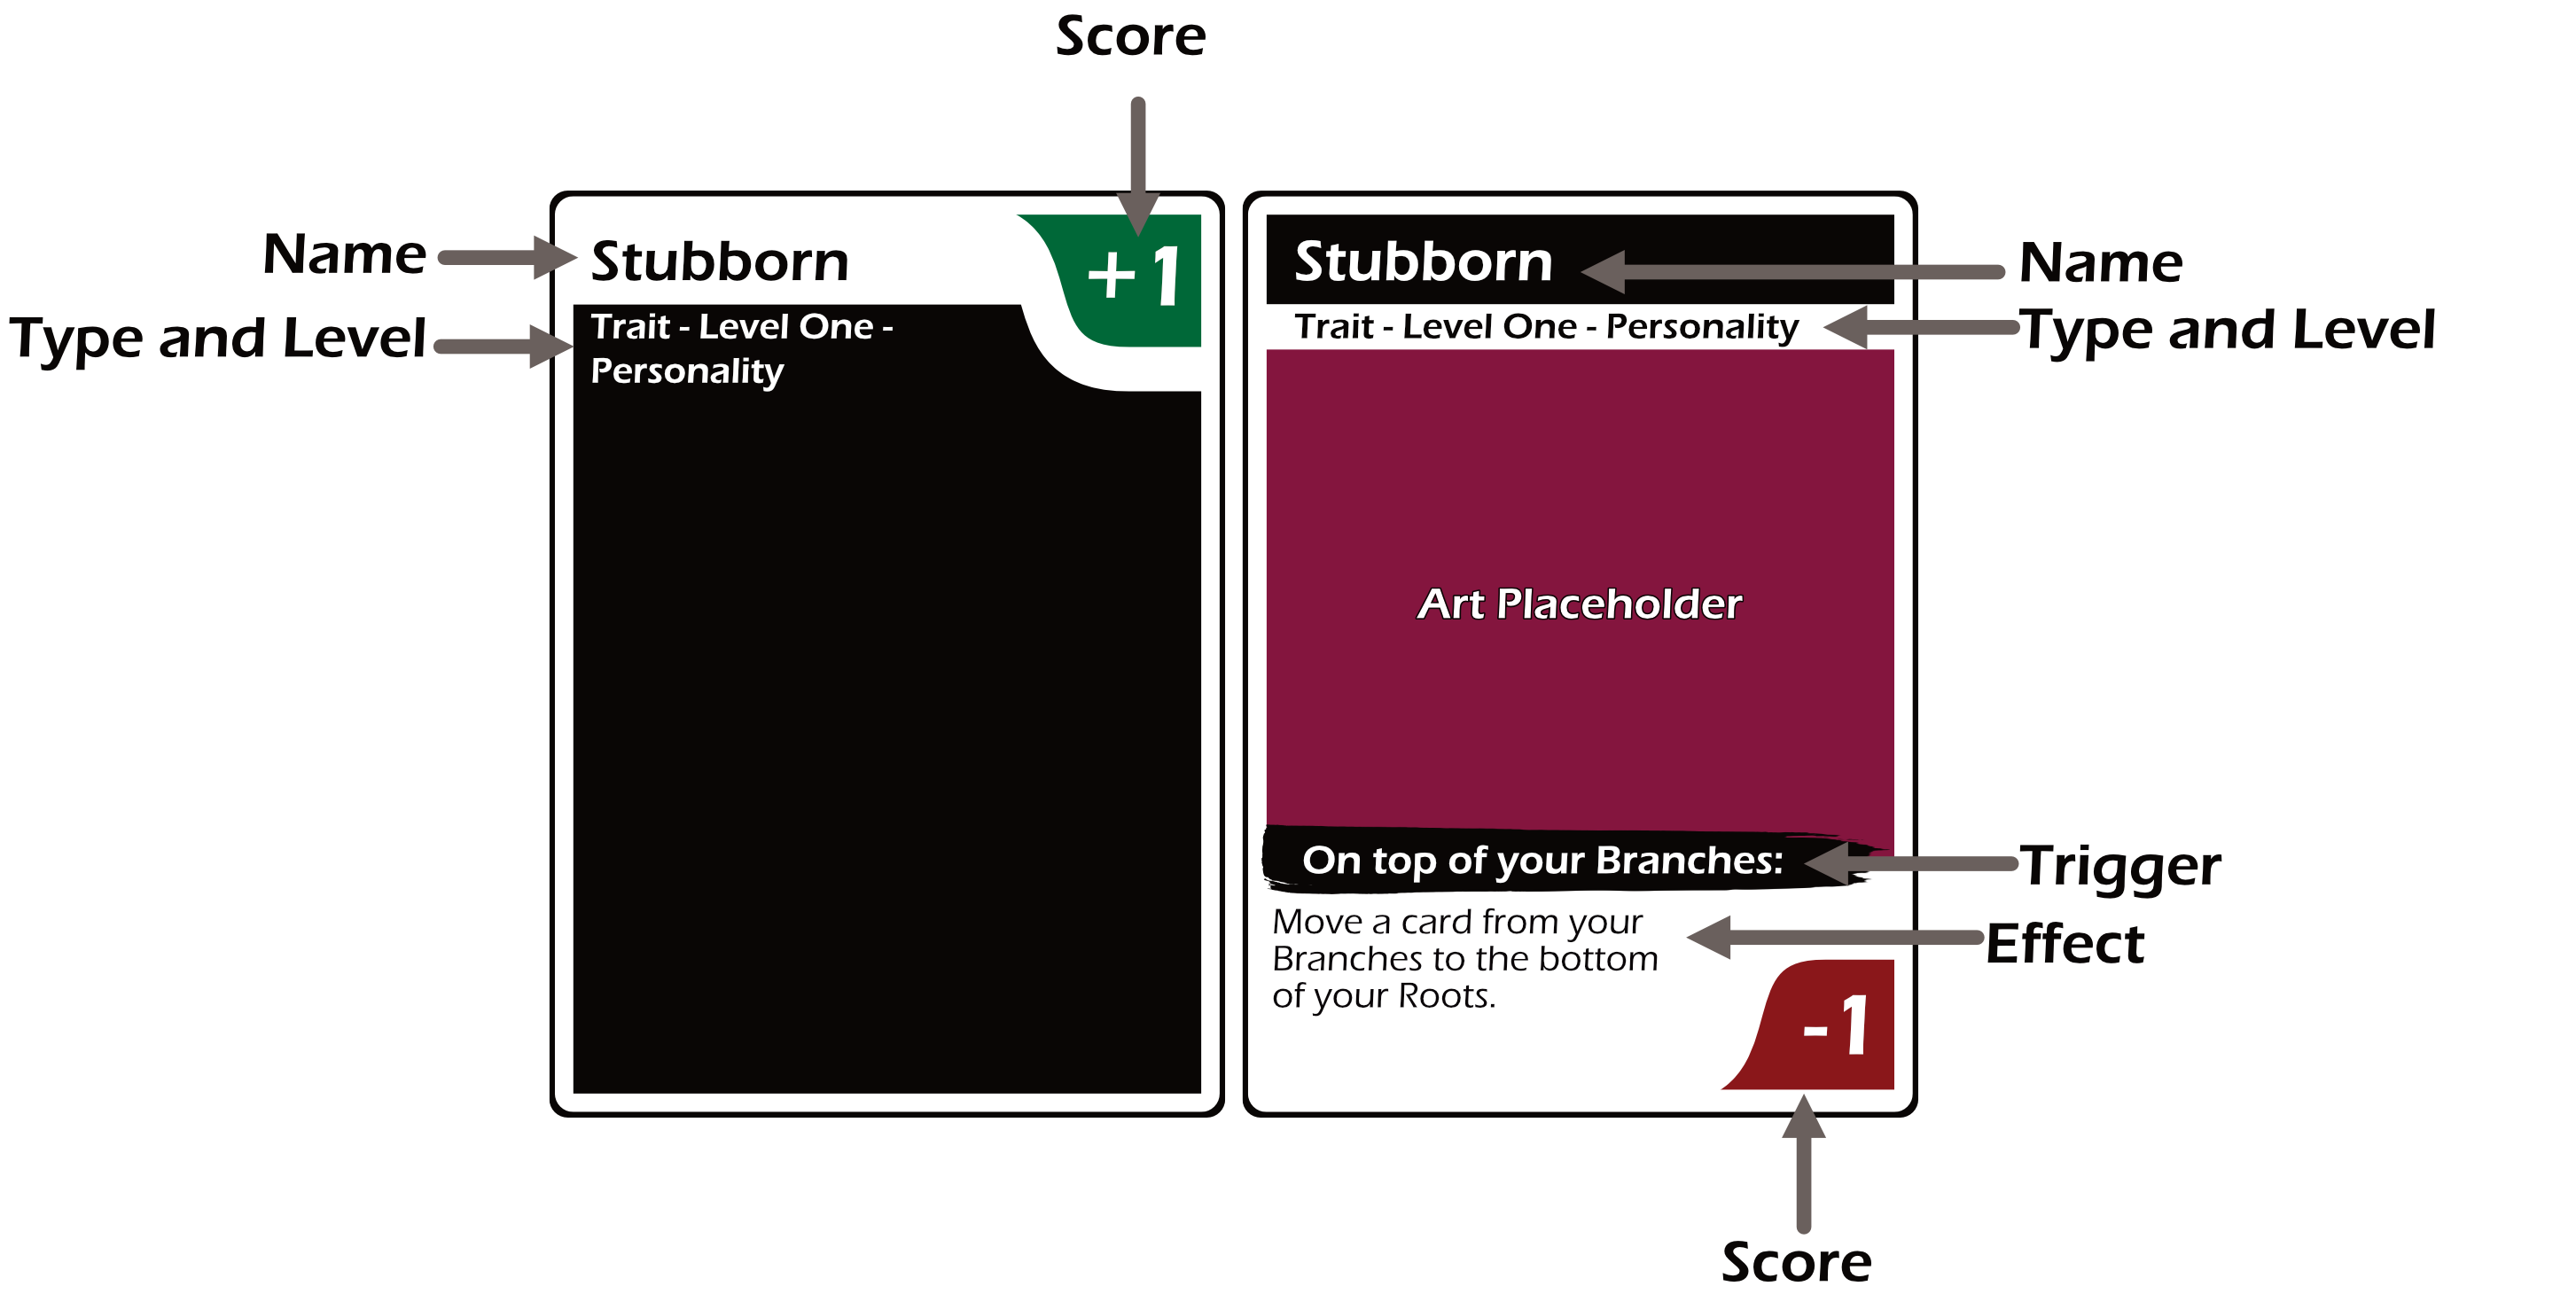 Score
Name
Stubborn
+1
Type and Level
Trait - Level One -
Personality
Stubborn
Name
Trait - Level One - Personality
Type and Level
Art Placeholder
On top of your Branches:
Trigger
Move a card from your
Branches to the bottom
of your Roots.
Effect
-1
Score